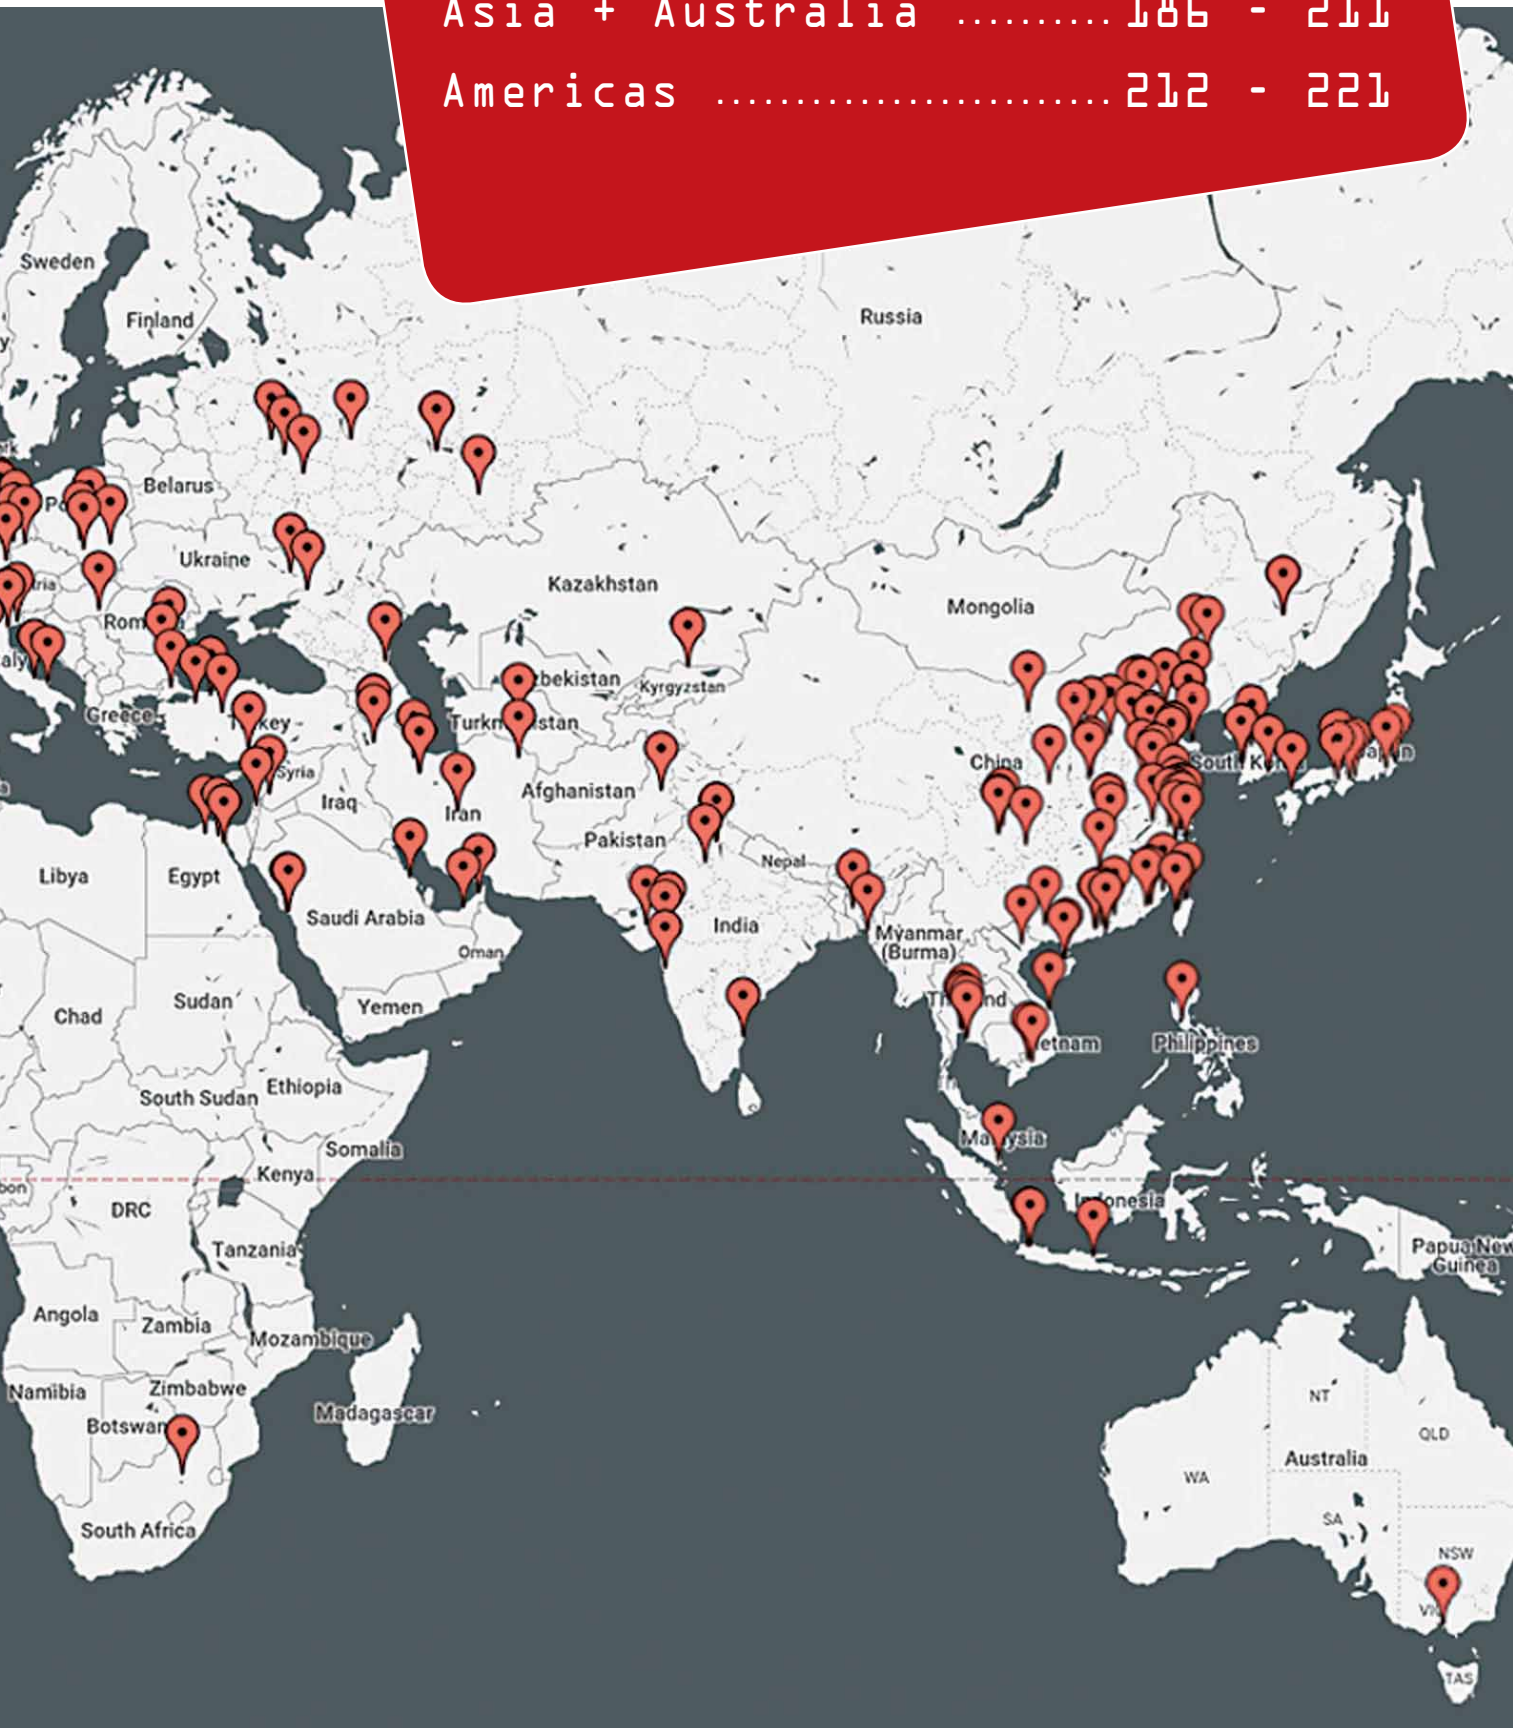 Asia + Australia .......... 186 - 211
Americas ......................... 212 - 221
Sweden
Finland
Russia
Belarus
Ukraine
Kazakhstan
Mongolia
Kyrgyzstan
Greece
Syria
China
Iraq
Iran
Afghanistan
Pakistan
Nepal
Libya
Egypt
Saudi Arabia
India
Oman
Myanmar
(Burma)
Chad
Sudan
Yemen
Philippines
South Sudan
Ethiopia
Somalia
Kenya
DRC
Tanzania
Papua New
Guinea
Angola
Zambia
Mozambique
Namibia
Zimbabwe
Madagascar
NT
QLD
Australia
WA
SA
South Africa
NSW
TAS